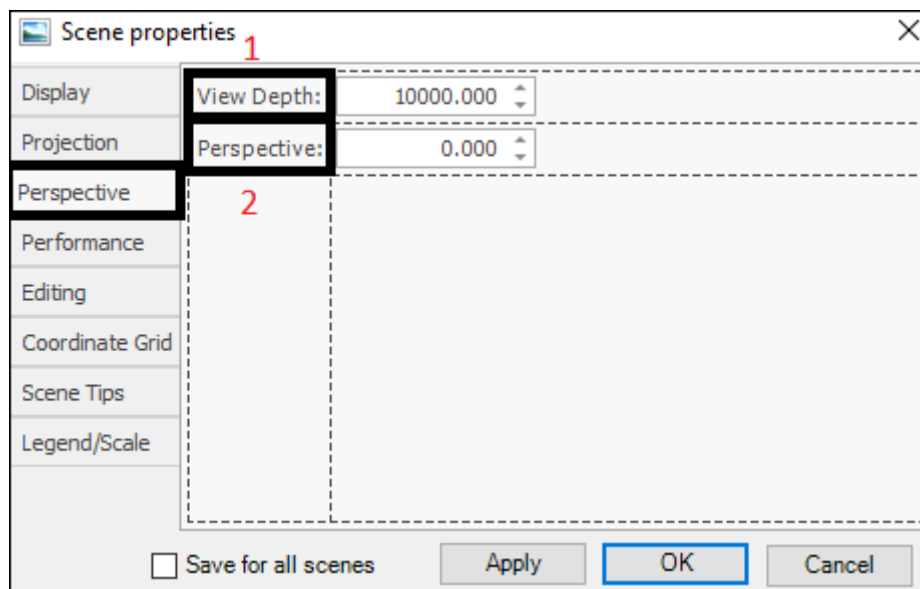 Scene properties
1
Display
View Depth: 10000.000
Projection
Perspective: 0.000
Perspective
2
Performance
Editing
Coordinate Grid
Scene Tips
Legend/Scale
Save for all scenes
Apply
OK
Cancel